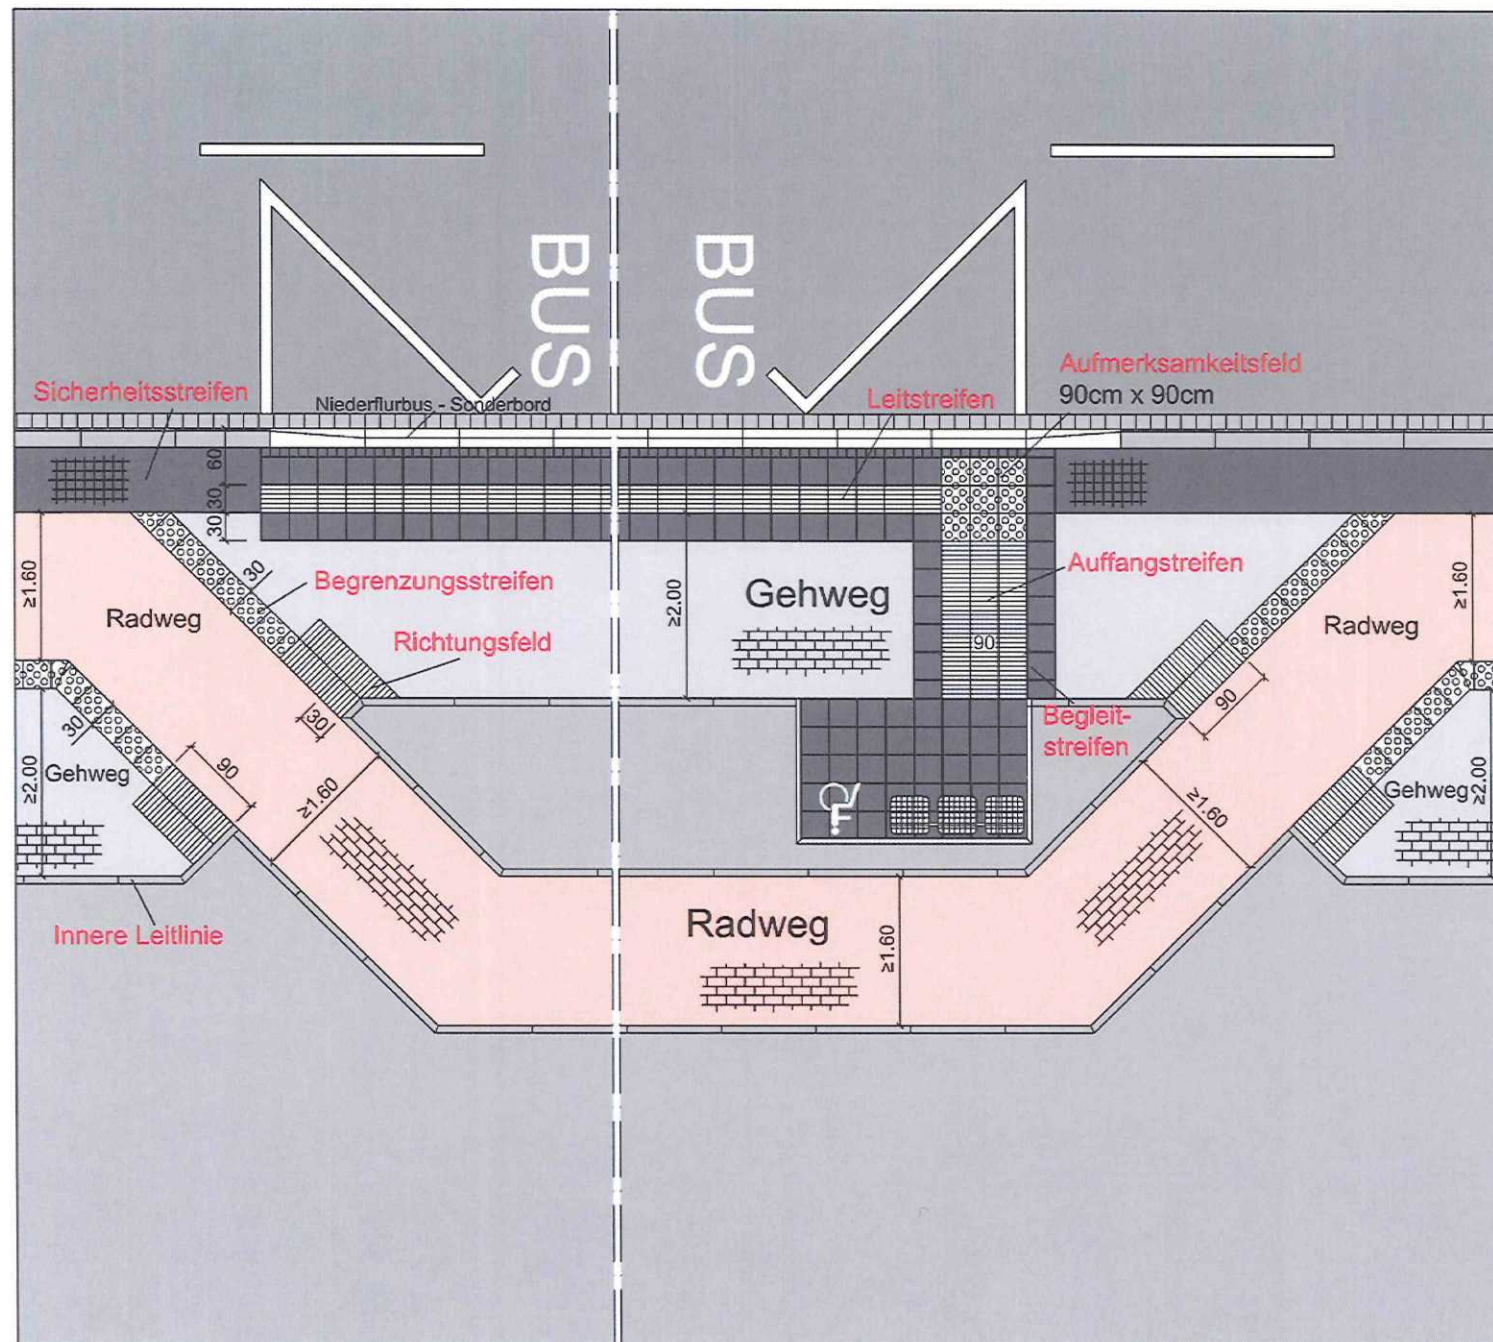 BUS
BUS
Sicherheitsstreifen
Niederflurbus - Sonderbord
Leitstreifen
Aufmerksamkeitsfeld
90cm x 90cm
60
30
30
≥1.60
Radweg
30
Begrenzungsstreifen
Richtungsfeld
≥2.00
Gehweg
Auffangstreifen
90
Radweg
≥1.60
30
≥2.00
Gehweg
90
30
≥1.60
Begleit-
streifen
90
≥1.60
Gehweg
≥2.00
Innere Leitlinie
Radweg
≥1.60